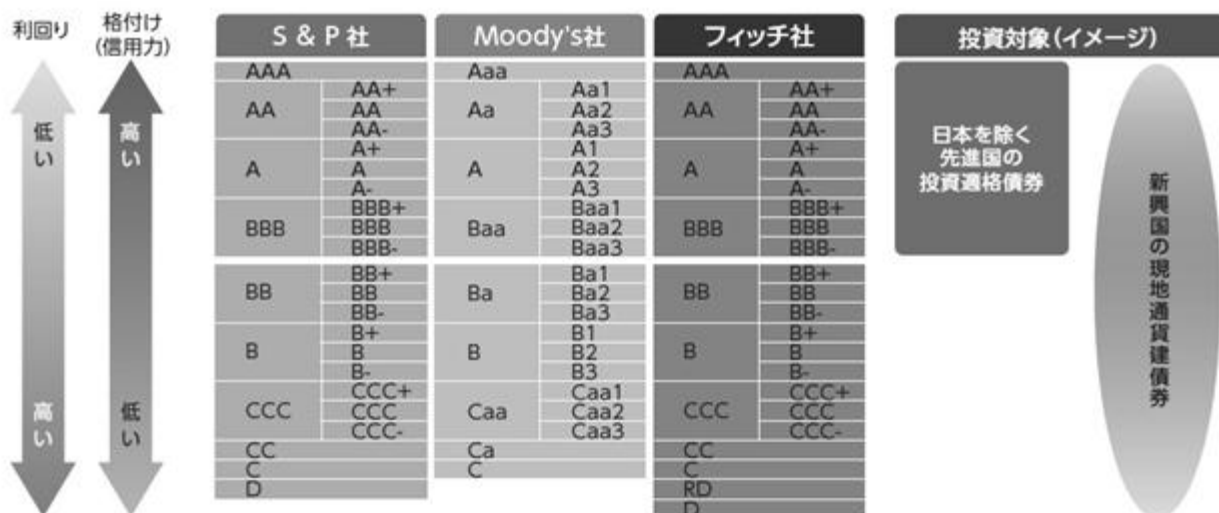 利回り
格付け
(信用力)
S & P 社
Moody's社
フィッチ社
投資対象(イメージ)
低い
高い
高い
低い
AAA
Aaa
AAA
AA
AA+
AA
AA-
Aa
Aa1
Aa2
Aa3
AA
AA+
AA
AA-
A
A+
A
A-
A
A1
A2
A3
A
A+
A
A-
BBB
BBB+
BBB
BBB-
Baa
Baa1
Baa2
Baa3
BBB
BBB+
BBB
BBB-
BB
BB+
BB
BB-
Ba
Ba1
Ba2
Ba3
BB
BB+
BB
BB-
B
B+
B
B-
B
B1
B2
B3
B
B+
B
B-
CCC
CCC+
CCC
CCC-
Caa
Caa1
Caa2
Caa3
CCC
CCC+
CCC
CCC-
CC
Ca
CC
C
C
C
D
RD
D
日本を除く
先進国の
投資適格債券
新興国の現地通貨建債券